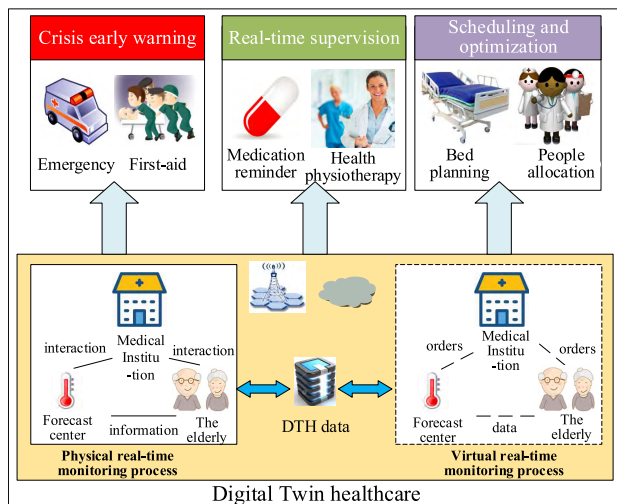 Crisis early warning
Real-time supervision
Scheduling and
optimization
Emergency
First-aid
Medication
reminder
Health
physiotherapy
Bed
planning
People
allocation
Medical
Institu
-tion
interaction
interaction
Forecast
center
information
The
elderly
Physical real-time
monitoring process
DTH data
Medical
Institu
-tion
orders
orders
Forecast
center
data
The
elderly
Virtual real-time
monitoring process
Digital Twin healthcare